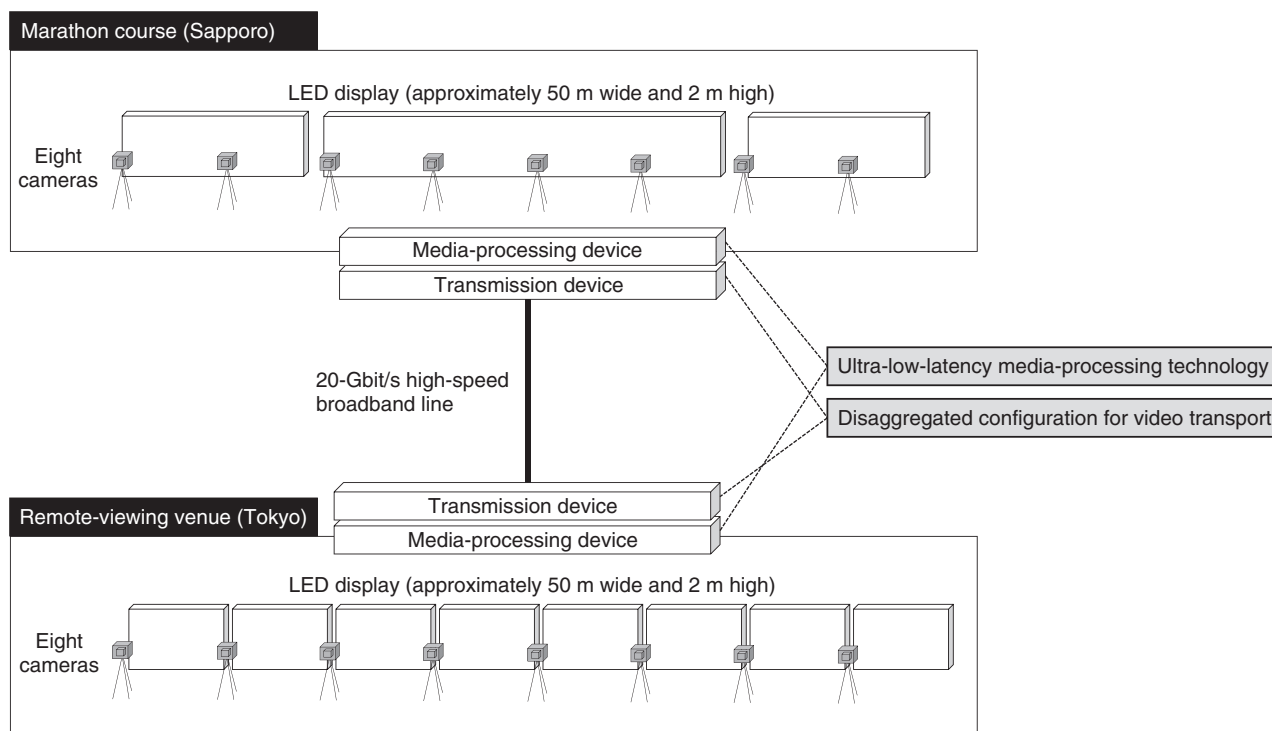 Marathon course (Sapporo)
LED display (approximately 50 m wide and 2 m high)
Eight
cameras
Media-processing device
Transmission device
20-Gbit/s high-speed
broadband line
Ultra-low-latency media-processing technology
Disaggregated configuration for video transport
Transmission device
Remote-viewing venue (Tokyo)
Media-processing device
LED display (approximately 50 m wide and 2 m high)
Eight
cameras